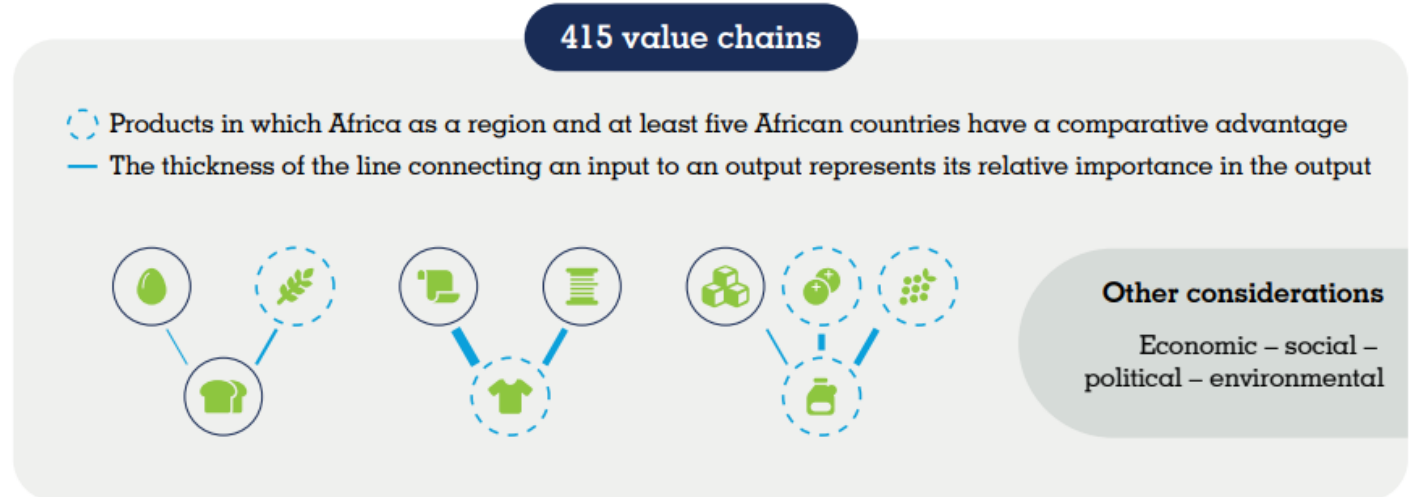 415 value chains
Products in which Africa as a region and at least five African countries have a comparative advantage
The thickness of the line connecting an input to an output represents its relative importance in the output
Other considerations
Economic – social –
political – environmental